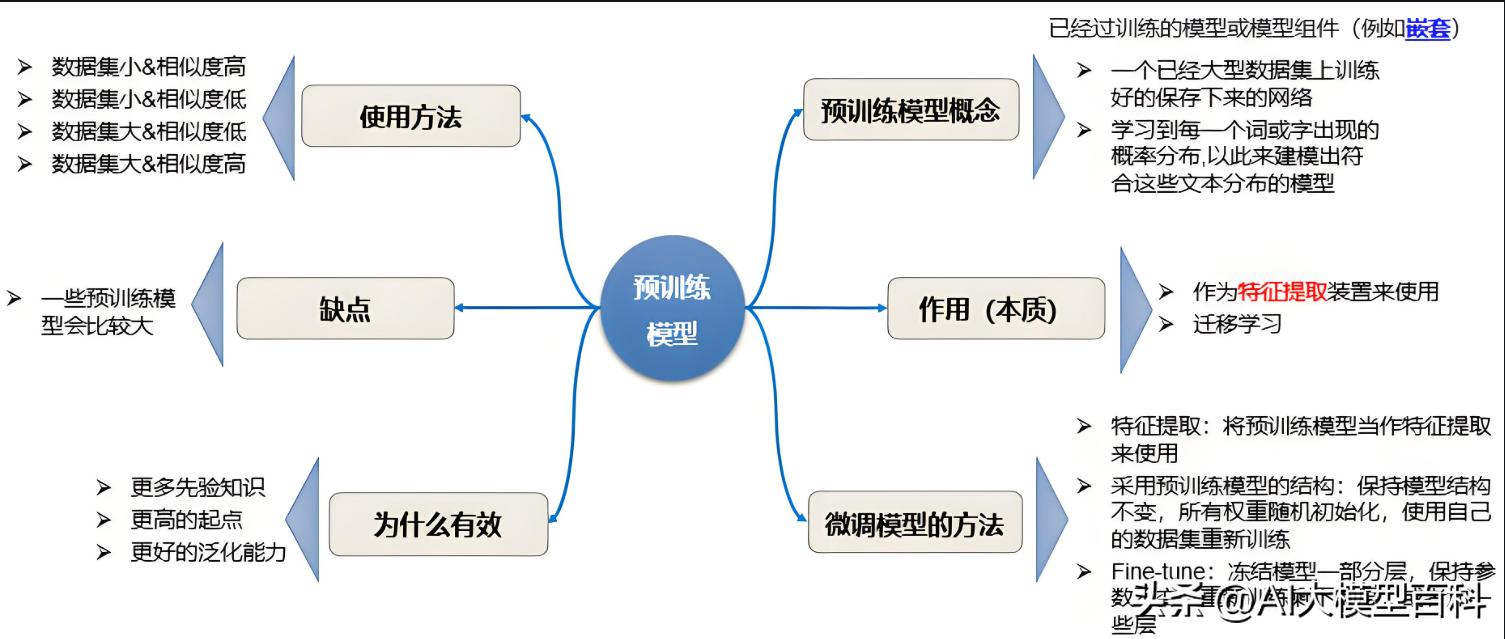 预训练
模型
使用方法
➢ 数据集小&相似度高
➢ 数据集小&相似度低
➢ 数据集大&相似度低
➢ 数据集大&相似度高
缺点
➢ 一些预训练模
型会比较大
为什么有效
➢ 更多先验知识
➢ 更高的起点
➢ 更好的泛化能力
预训练模型概念
已经过训练的模型或模型组件（例如嵌套）
➢ 一个已经大型数据集上训练
好的保存下来的网络
➢ 学习到每一个词或字出现的
概率分布,以此来建模出符
合这些文本分布的模型
作用（本质）
➢ 作为特征提取装置来使用
➢ 迁移学习
微调模型的方法
➢ 特征提取：将预训练模型当作特征提取
来使用
➢ 采用预训练模型的结构：保持模型结构
不变，所有权重随机初始化，使用自己
的数据集重新训练
➢ Fine-tune：冻结模型一部分层，保持参
数
些层
头条 @AI大模型百科